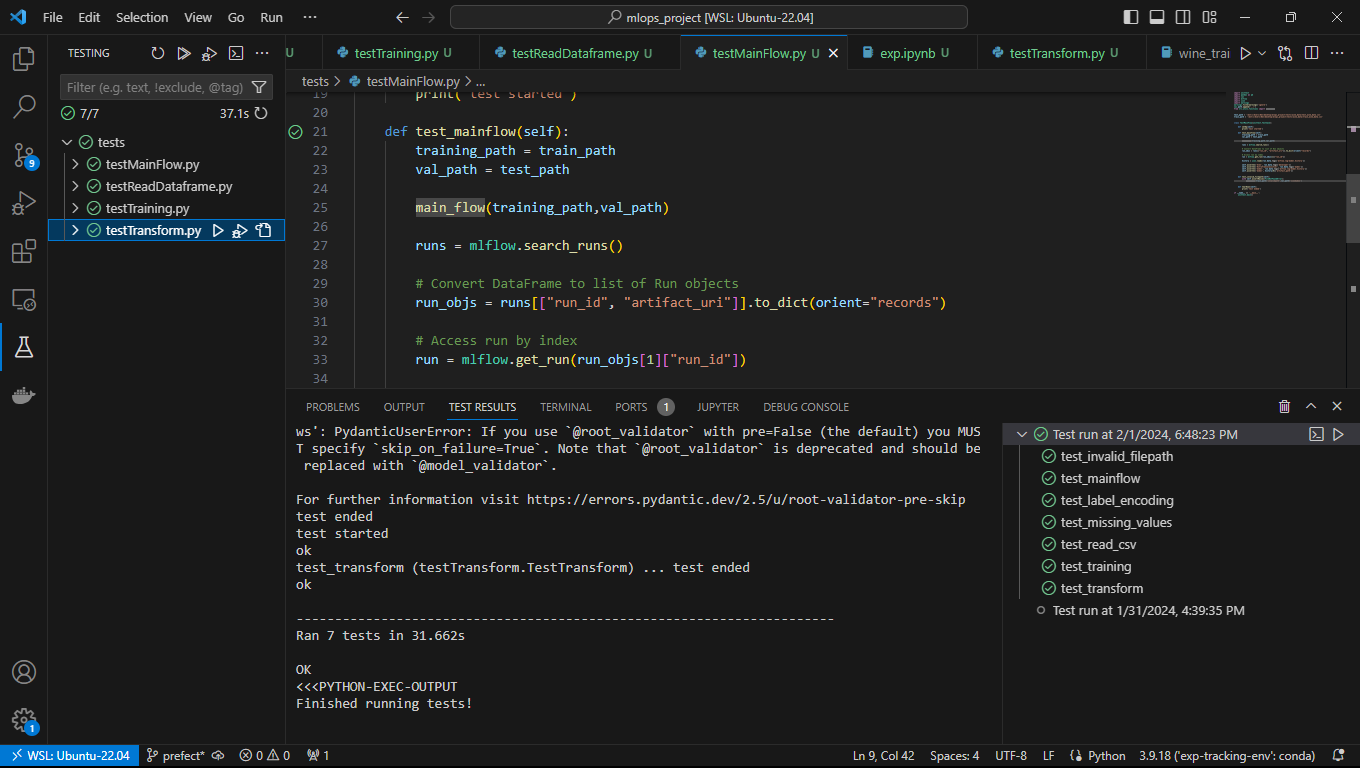 File Edit Selection View Go Run ···
mlops_project [WSL: Ubuntu-22.04]
TESTING
U
testTraining.py U
testReadDataframe.py U
testMainFlow.py U
exp.ipynb U
testTransform.py U
wine_trai
Filter (e.g. text, !exclude, @tag)
7/7 37.1s
tests
testMainFlow.py
testReadDataframe.py
testTraining.py
testTransform.py
9
1
tests > testMainFlow.py > ...
19 print("test started")
20
21 def test_mainflow(self):
22 training_path = train_path
23 val_path = test_path
24
25 main_flow(training_path,val_path)
26
27 runs = mlflow.search_runs()
28
29 # Convert DataFrame to list of Run objects
30 run_objs = runs[["run_id", "artifact_uri"]].to_dict(orient="records")
31
32 # Access run by index
33 run = mlflow.get_run(run_objs[1]["run_id"])
34
PROBLEMS OUTPUT TEST RESULTS TERMINAL PORTS 1 JUPYTER DEBUG CONSOLE
ws': PydanticUserError: If you use `@root_validator` with pre=False (the default) you MUS
T specify `skip_on_failure=True`. Note that `@root_validator` is deprecated and should be
replaced with `@model_validator`.
For further information visit https://errors.pydantic.dev/2.5/u/root-validator-pre-skip
test ended
test started
ok
test_transform (testTransform.TestTransform) ... test ended
ok
----------------------------------------------------------------------
Ran 7 tests in 31.662s
OK
<<<PYTHON-EXEC-OUTPUT
Finished running tests!
Test run at 2/1/2024, 6:48:23 PM
test_invalid_filepath
test_mainflow
test_label_encoding
test_missing_values
test_read_csv
test_training
test_transform
Test run at 1/31/2024, 4:39:35 PM
WSL: Ubuntu-22.04 prefect* 0 0 1 Ln 9, Col 42 Spaces: 4 UTF-8 LF Python 3.9.18 ('exp-tracking-env': conda)